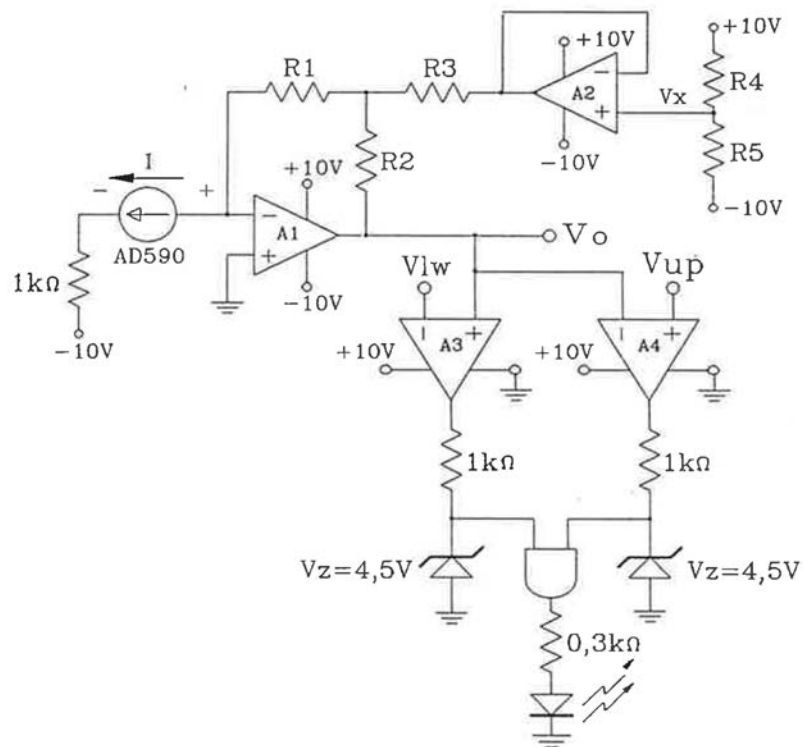 +10V
+10V
R1
R3
R4
A2
-
+
Vx
R2
-10V
R5
I
-
+
+10V
-10V
-
A1
+
Vo
AD590
1kΩ
-10V
-10V
Vlw
Vup
-
+
-
+
A3
A4
+10V
+10V
1kΩ
1kΩ
Vz=4,5V
Vz=4,5V
0,3kΩ